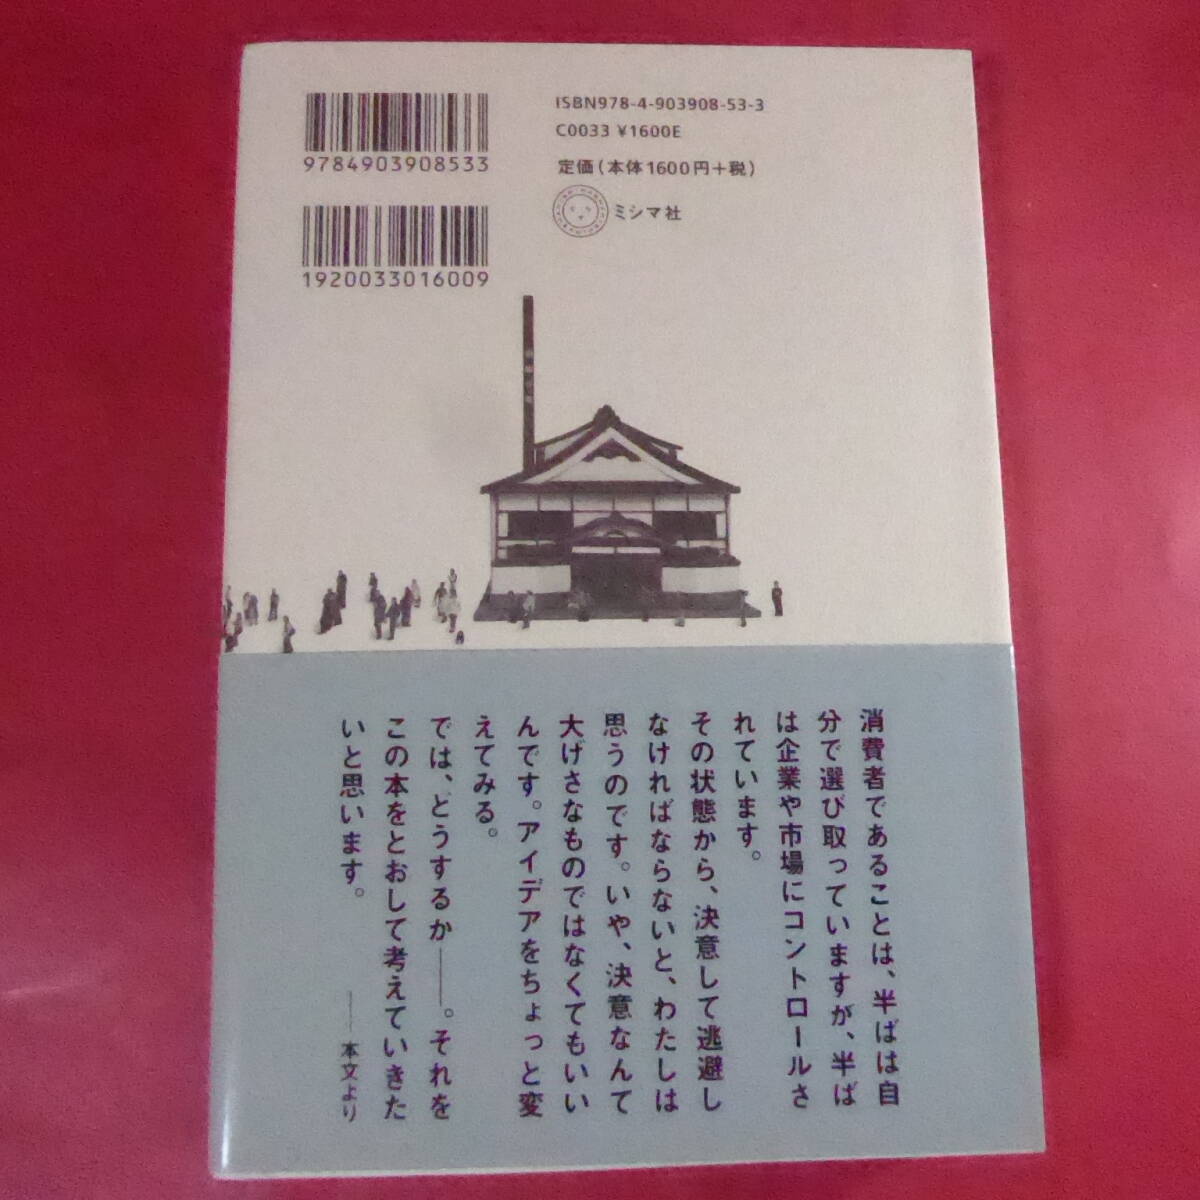 ISBN978-4-903908-53-3
C0033 ¥1600E
定価(本体1600円+税)
ミシマ社
9784903908533
1920033016009
消費者であることは、半ばは自
分で選び取っていますが、半ば
は企業や市場にコントロールさ
れています。
その状態から、決意して逃避し
なければならないと、わたしは
思うのです。いや、決意なんて
大げさなものではなくてもいい
んです。アイデアをちょっと変
えてみる。
では、どうするか――。それを
この本をとおして考えていきた
いと思います。
――本文より